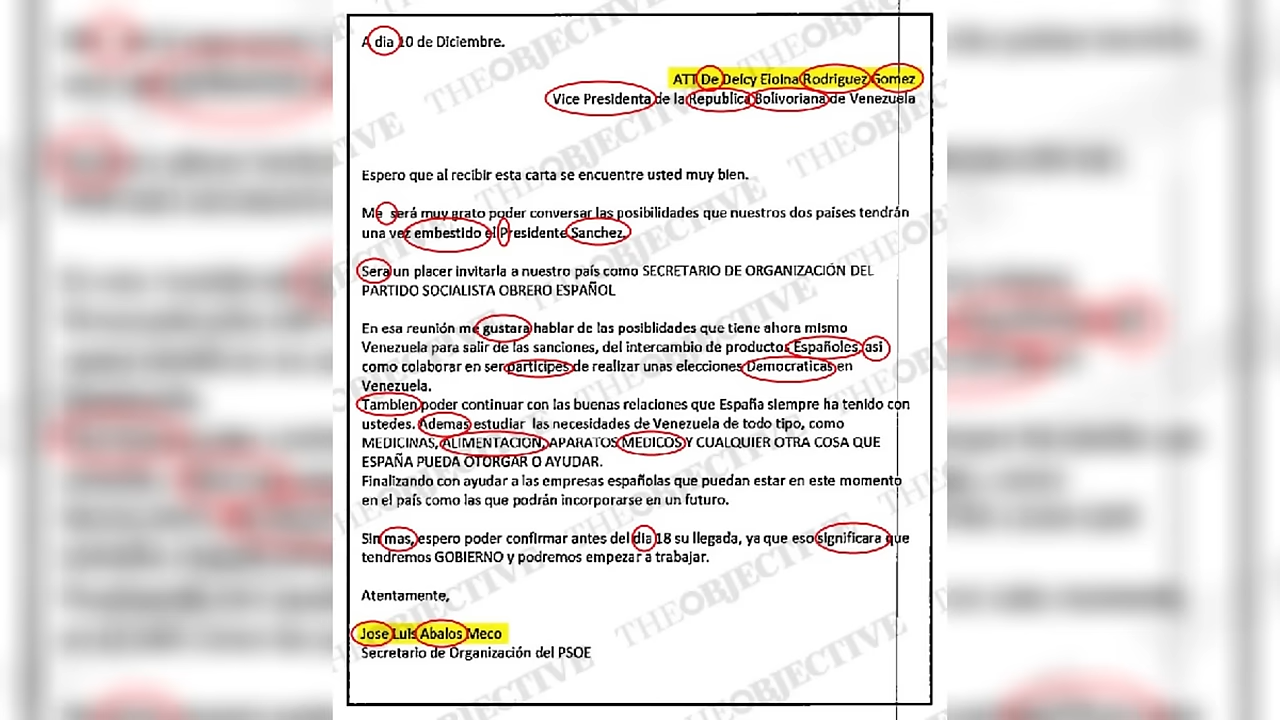 A dia 10 de Diciembre.
ATT De Delcy Eloina Rodriguez Gomez
Vice Presidenta de la Republica Bolivoriana de Venezuela
Espero que al recibir esta carta se encuentre usted muy bien.
Me será muy grato poder conversar las posibilidades que nuestros dos países tendrán
una vez embestido el Presidente Sanchez.
Sera un placer invitarla a nuestro país como SECRETARIO DE ORGANIZACIÓN DEL
PARTIDO SOCIALISTA OBRERO ESPAÑOL
En esa reunión me gustara hablar de las posiblidades que tiene ahora mismo
Venezuela para salir de las sanciones, del intercambio de productos Españoles, asi
como colaborar en ser participes de realizar unas elecciones Democraticas en
Venezuela.
Tambien poder continuar con las buenas relaciones que España siempre ha tenido con
ustedes. Ademas estudiar las necesidades de Venezuela de todo tipo, como
MEDICINAS, ALIMENTACION, APARATOS MEDICOS Y CUALQUIER OTRA COSA QUE
ESPAÑA PUEDA OTORGAR O AYUDAR.
Finalizando con ayudar a las empresas españolas que puedan estar en este momento
en el país como las que podrán incorporarse en un futuro.
Sin mas, espero poder confirmar antes del dia 18 su llegada, ya que eso significara que
tendremos GOBIERNO y podremos empezar a trabajar.
Atentamente,
Jose Luis Abalos Meco
Secretario de Organización del PSOE
THE OBJECTIVE